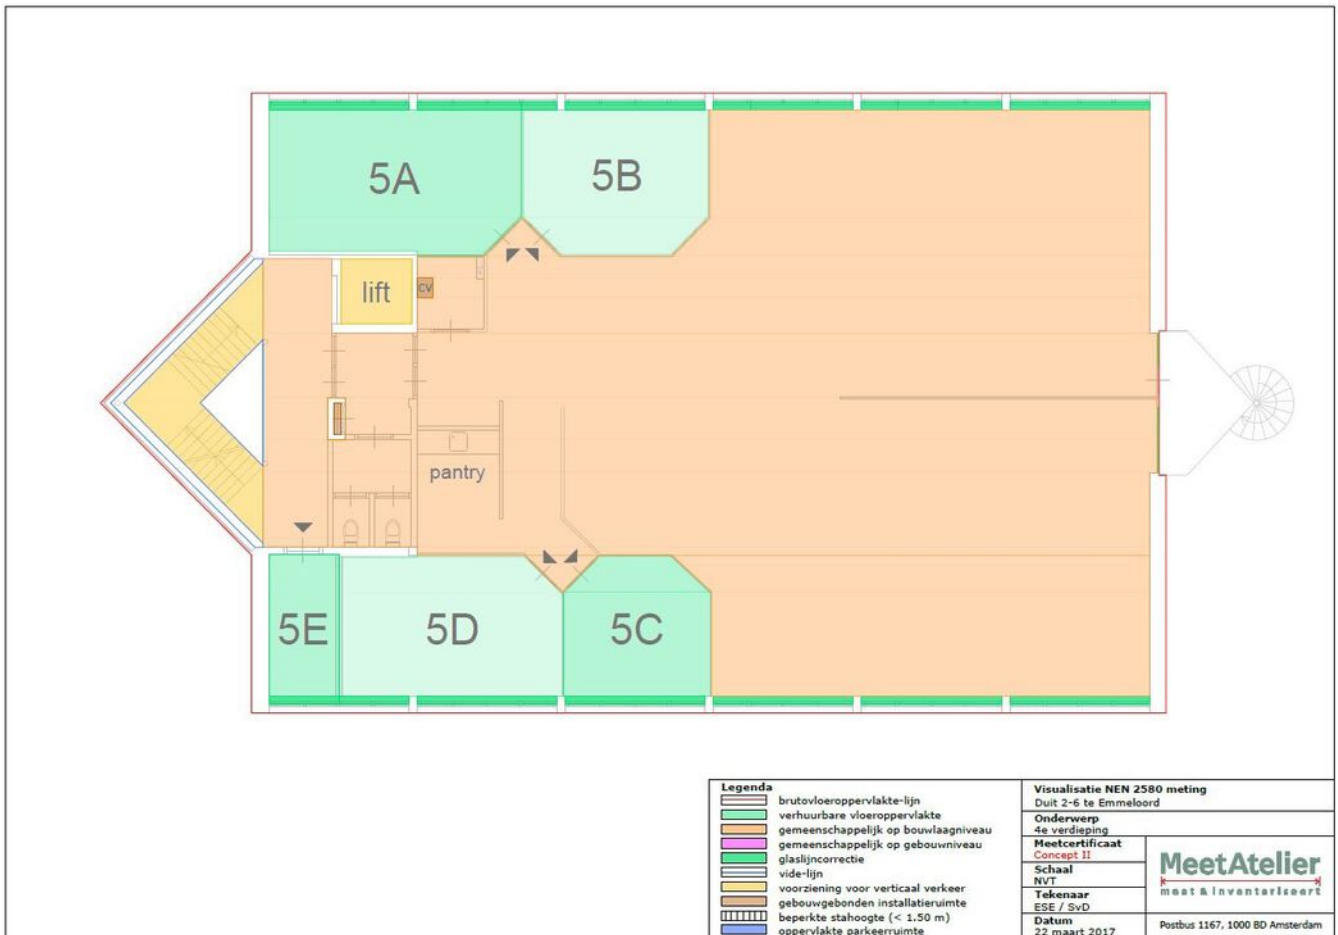 5A
5B
lift
cv
pantry
5E
5D
5C
Legenda
brutovloeroppervlakte-lijn
verhuurbare vloeroppervlakte
gemeenschappelijk op bouwlaagniveau
gemeenschappelijk op gebouwniveau
glaslijncorrectie
vide-lijn
voorziening voor verticaal verkeer
gebouwgebonden installatieruimte
beperkte stahoogte (< 1.50 m)
oppervlakte parkeerruimte
Visualisatie NEN 2580 meting
Duit 2-6 te Emmeloord
Onderwerp
4e verdieping
Meetcertificaat
Concept II
Schaal
NVT
Tekenaar
ESE / SvD
Datum
22 maart 2017
MeetAtelier
meet & inventariseert
Postbus 1167, 1000 BD Amsterdam